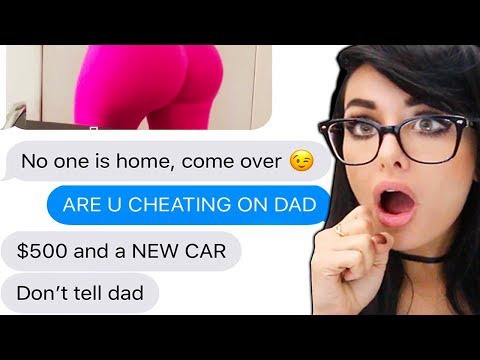 No one is home, come over 😉
ARE U CHEATING ON DAD
$500 and a NEW CAR
Don't tell dad